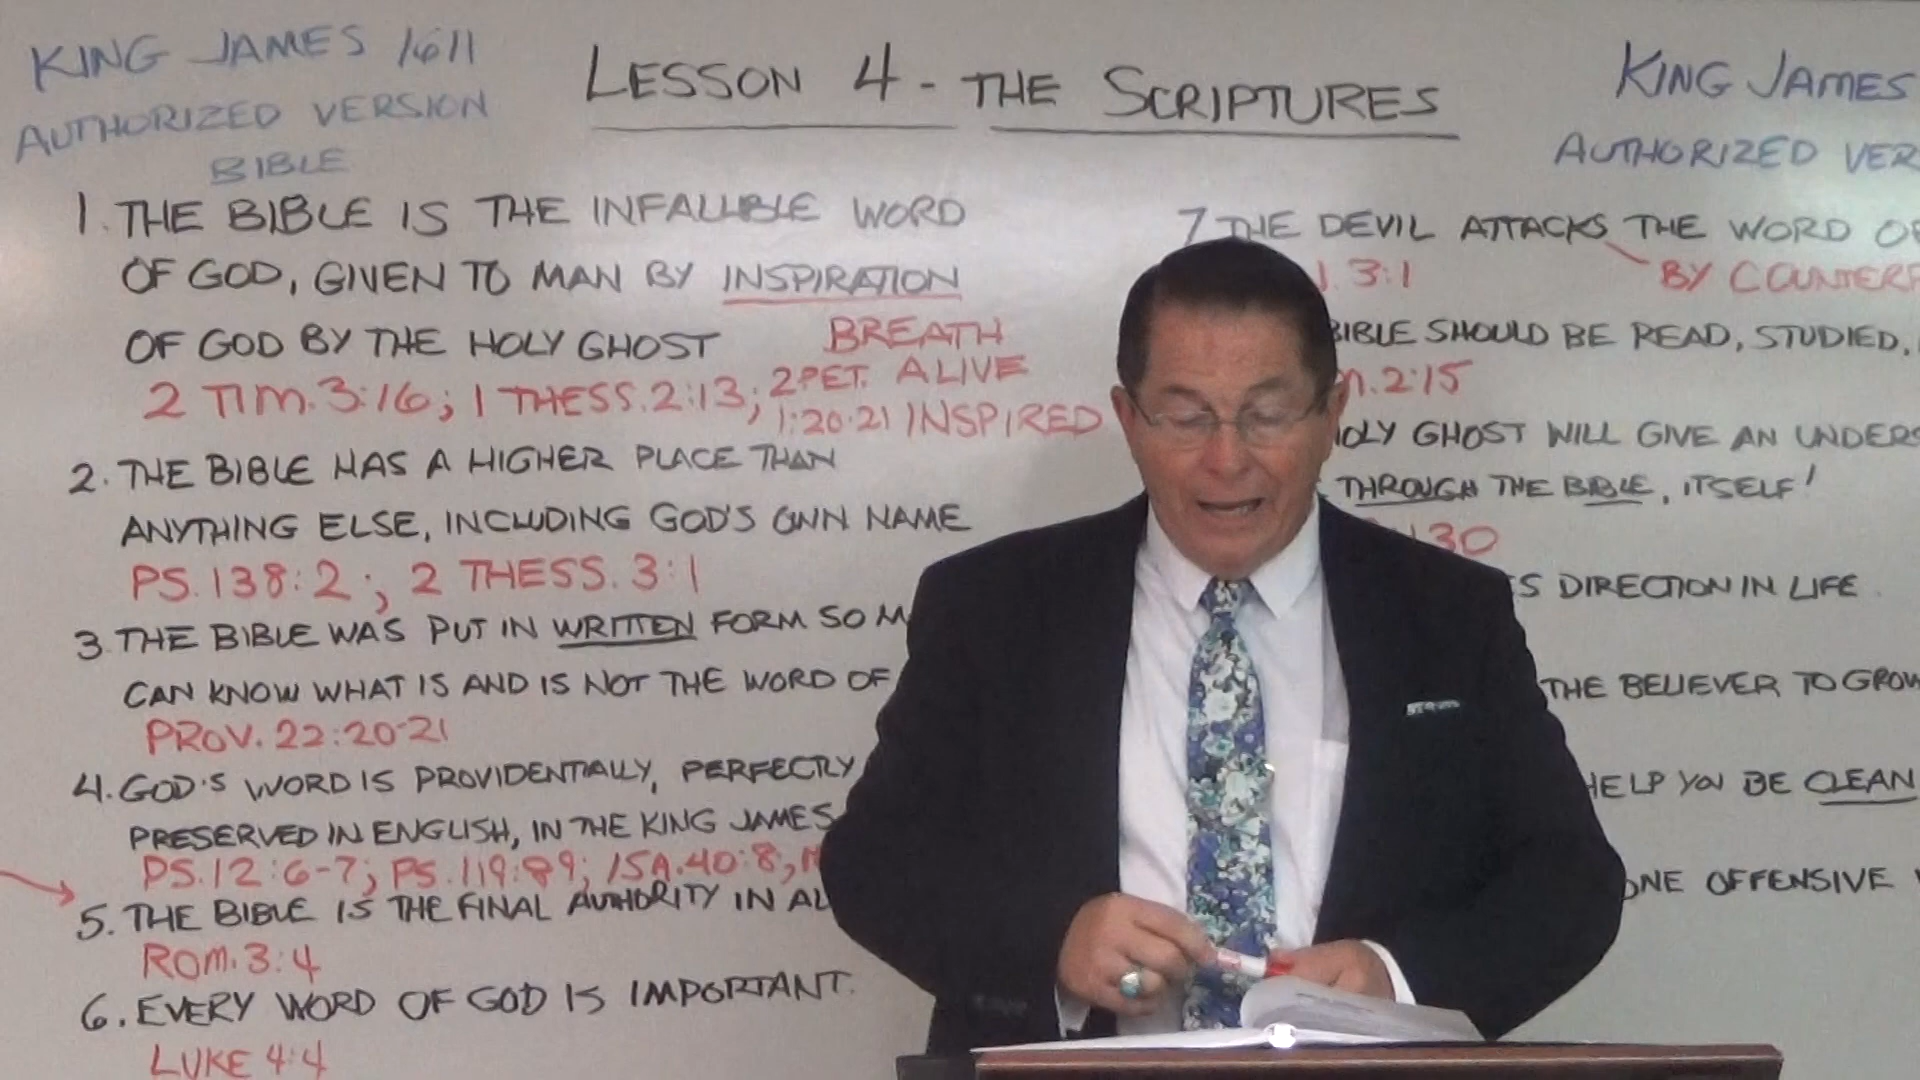 KING JAMES 1611
AUTHORIZED VERSION
BIBLE
LESSON 4 - THE SCRIPTURES
KING JAMES
AUTHORIZED VER
1. THE BIBLE IS THE INFALLIBLE WORD
OF GOD, GIVEN TO MAN BY INSPIRATION
OF GOD BY THE HOLY GHOST
BREATH
ALIVE
INSPIRED
2 TIM. 3:16; 1 THESS. 2:13; 2 PET. 1:20-21
2. THE BIBLE HAS A HIGHER PLACE THAN
ANYTHING ELSE, INCLUDING GOD'S OWN NAME
PS. 138:2; 2 THESS. 3:1
3. THE BIBLE WAS PUT IN WRITTEN FORM SO M
CAN KNOW WHAT IS AND IS NOT THE WORD OF
PROV. 22:20-21
4. GOD'S WORD IS PROVIDENTIALLY, PERFECTLY
PRESERVED IN ENGLISH, IN THE KING JAMES
PS. 12:6-7; PS. 119:89; ISA. 40:8;
5. THE BIBLE IS THE FINAL AUTHORITY IN AL
ROM. 3:4
6. EVERY WORD OF GOD IS IMPORTANT.
LUKE 4:4
7 THE DEVIL ATTACKS THE WORD OF
3:1
BY COUNTERF
BIBLE SHOULD BE READ, STUDIED,
2:15
HOLY GHOST WILL GIVE AN UNDERS
THROUGH THE BIBLE, ITSELF!
130
S DIRECTION IN LIFE.
THE BELIEVER TO GROW
HELP YOU BE CLEAN
ONE OFFENSIVE